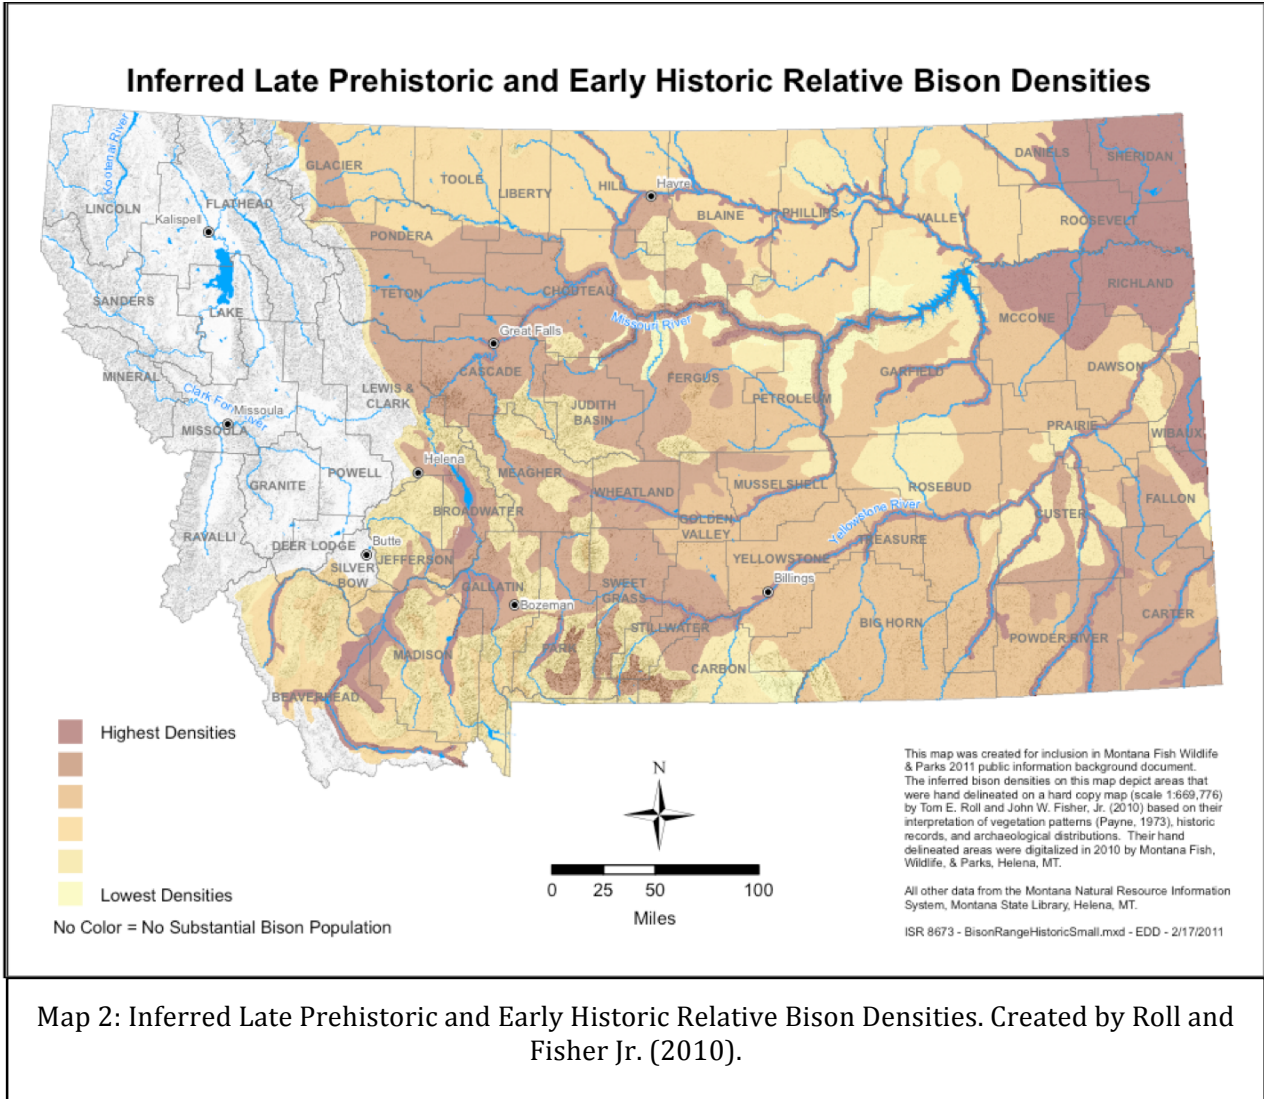 Inferred Late Prehistoric and Early Historic Relative Bison Densities
Kootenai River
LINCOLN
FLATHEAD
Kalispell
GLACIER
TOOLE
LIBERTY
HILL
Havre
BLAINE
PHILLIPS
VALLEY
DANIELS
SHERIDAN
ROOSEVELT
PONDERA
TETON
CHOUTEAU
RICHLAND
MCCONE
SANDERS
LAKE
Great Falls
Missouri River
CASCADE
FERGUS
GARFIELD
DAWSON
MINERAL
LEWIS &
CLARK
JUDITH
BASIN
PETROLEUM
Clark Fork River
Missoula
MISSOULA
PRAIRIE
WIBAUX
Helena
POWELL
GRANITE
MEAGHER
WHEATLAND
MUSSELSHELL
ROSEBUD
BROADWATER
GOLDEN
VALLEY
Yellowstone River
CUSTER
FALLON
RAVALLI
DEER LODGE
Butte
SILVER
BOW
JEFFERSON
TREASURE
YELLOWSTONE
Billings
GALLATIN
Bozeman
SWEET
GRASS
STILLWATER
BIG HORN
CARTER
POWDER RIVER
MADISON
PARK
CARBON
BEAVERHEAD
Highest Densities
Lowest Densities
No Color = No Substantial Bison Population
N
0 25 50 100
Miles
This map was created for inclusion in Montana Fish Wildlife
& Parks 2011 public information background document.
The inferred bison densities on this map depict areas that
were hand delineated on a hard copy map (scale 1:669,776)
by Tom E. Roll and John W. Fisher, Jr. (2010) based on their
interpretation of vegetation patterns (Payne, 1973), historic
records, and archaeological distributions. Their hand
delineated areas were digitalized in 2010 by Montana Fish,
Wildlife, & Parks, Helena, MT.
All other data from the Montana Natural Resource Information
System, Montana State Library, Helena, MT.
ISR 8673 - BisonRangeHistoricSmall.mxd - EDD - 2/17/2011
Map 2: Inferred Late Prehistoric and Early Historic Relative Bison Densities. Created by Roll and
Fisher Jr. (2010).